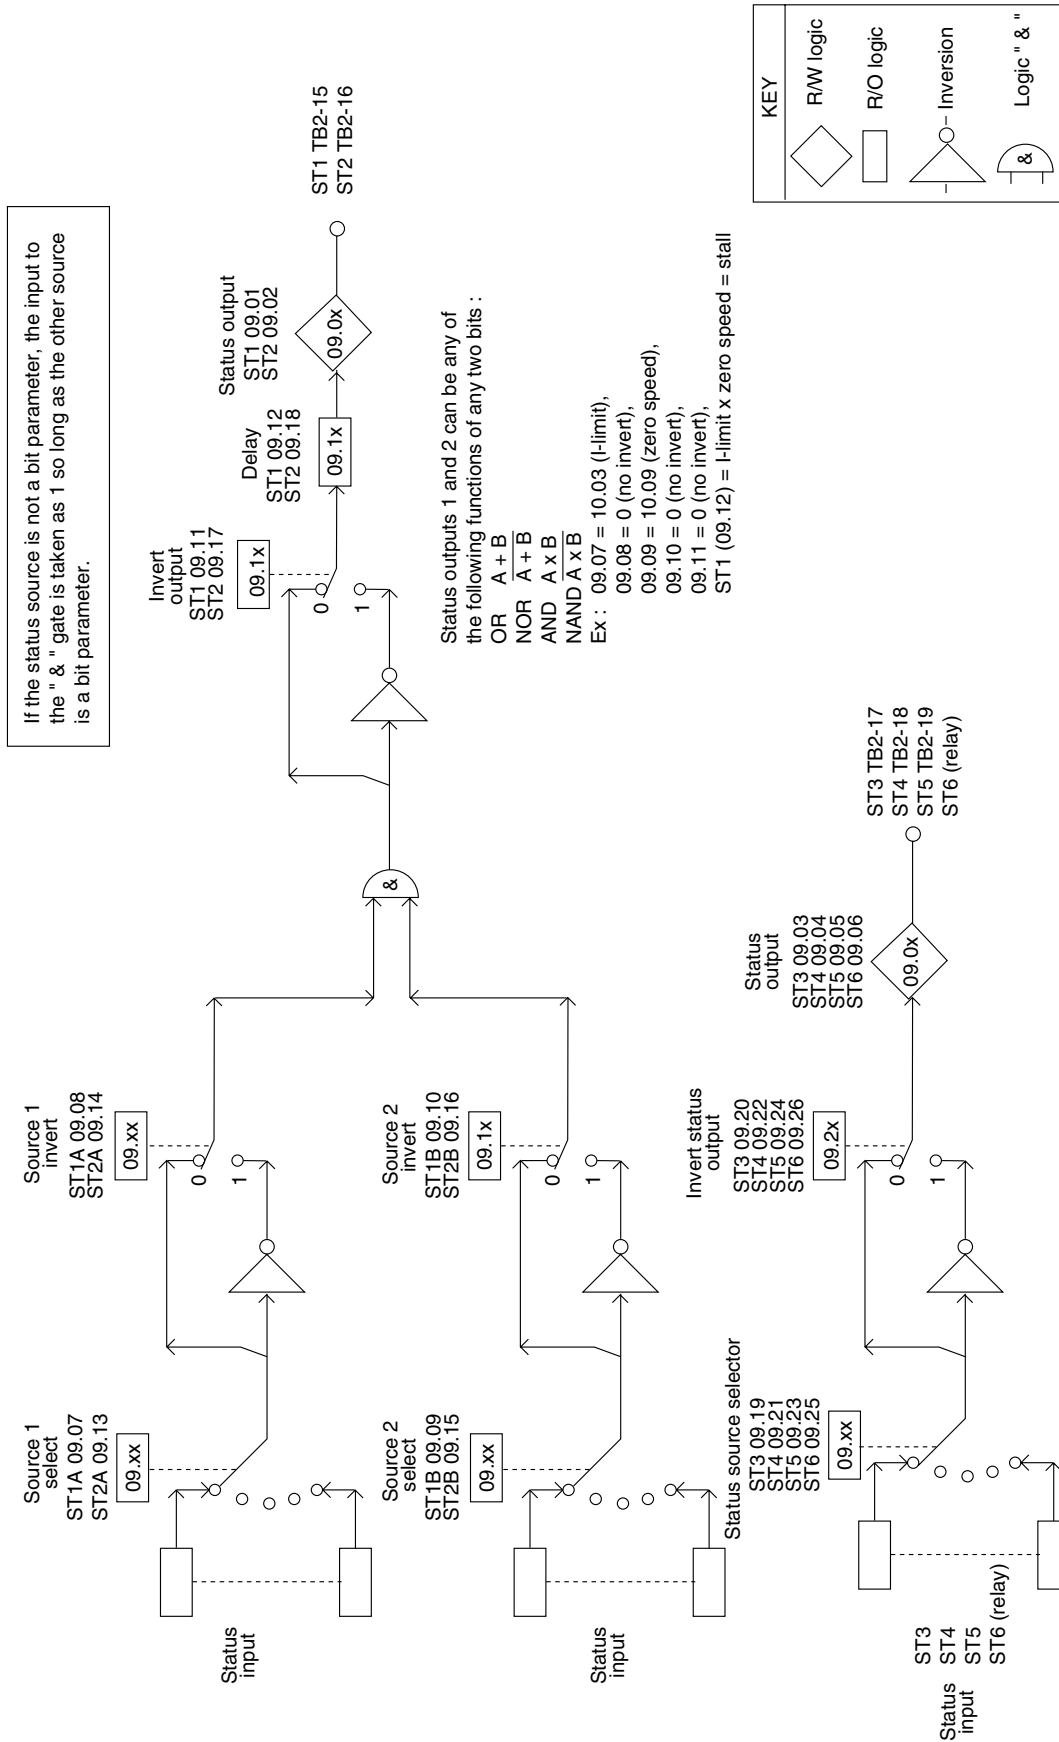 If the status source is not a bit parameter, the input to
the " & " gate is taken as 1 so long as the other source
is a bit parameter.
Source 1
select
ST1A 09.07
ST2A 09.13
09.xx
Status
input
Source 1
invert
ST1A 09.08
ST2A 09.14
09.xx
0
1
Source 2
select
ST1B 09.09
ST2B 09.15
09.xx
Status
input
Source 2
invert
ST1B 09.10
ST2B 09.16
09.1x
0
1
&
Invert
output
ST1 09.11
ST2 09.17
09.1x
0
1
Delay
ST1 09.12
ST2 09.18
09.1x
Status output
ST1 09.01
ST2 09.02
09.0x
ST1 TB2-15
ST2 TB2-16
Status outputs 1 and 2 can be any of
the following functions of any two bits :
OR A + B
NOR A + B
AND A x B
NAND A x B
Ex : 09.07 = 10.03 (I-limit),
09.08 = 0 (no invert),
09.09 = 10.09 (zero speed),
09.10 = 0 (no invert),
09.11 = 0 (no invert),
ST1 (09.12) = I-limit x zero speed = stall
Status source selector
ST3 09.19
ST4 09.21
ST5 09.23
ST6 09.25
09.xx
ST3
ST4
ST5
ST6 (relay)
Status
input
Invert status
output
ST3 09.20
ST4 09.22
ST5 09.24
ST6 09.26
09.2x
0
1
Status
output
ST3 09.03
ST4 09.04
ST5 09.05
ST6 09.06
09.0x
ST3 TB2-17
ST4 TB2-18
ST5 TB2-19
ST6 (relay)
KEY
R/W logic
R/O logic
Inversion
& Logic " & "